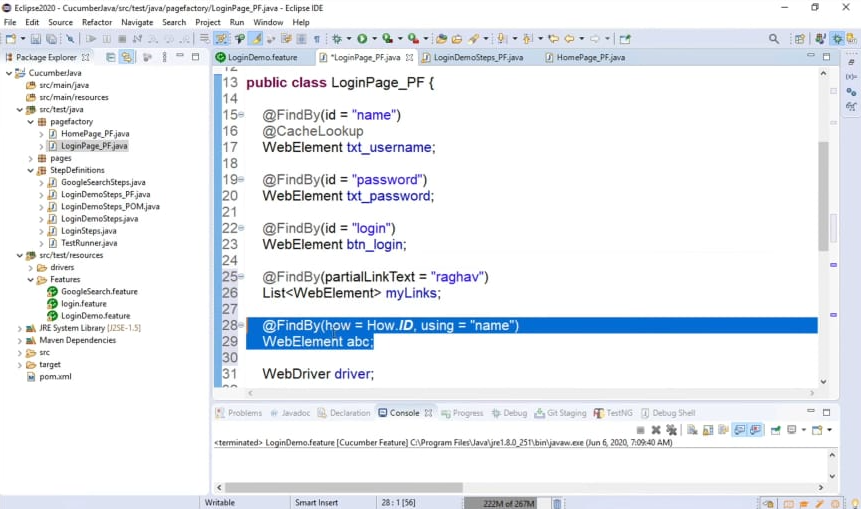 Eclipse2020 - CucumberJava/src/test/java/pagefactory/LoginPage_PF.java - Eclipse IDE
File Edit Source Refactor Navigate Search Project Run Window Help
Package Explorer
LoginDemo.feature
*LoginPage_PF.java
LoginDemoSteps_PF.java
HomePage_PF.java
CucumberJava
src/main/java
src/main/resources
src/test/java
pagefactory
HomePage_PF.java
LoginPage_PF.java
pages
StepDefinitions
GoogleSearchSteps.java
LoginDemoSteps_PF.java
LoginDemoSteps_POM.java
LoginDemoSteps.java
LoginSteps.java
TestRunner.java
src/test/resources
drivers
Features
GoogleSearch.feature
login.feature
LoginDemo.feature
JRE System Library [J2SE-1.5]
Maven Dependencies
src
target
pom.xml
12
13 public class LoginPage_PF {
14
15 @FindBy(id = "name")
16 @CacheLookup
17 WebElement txt_username;
18
19 @FindBy(id = "password")
20 WebElement txt_password;
21
22 @FindBy(id = "login")
23 WebElement btn_login;
24
25 @FindBy(partialLinkText = "raghav")
26 List<WebElement> myLinks;
27
28 @FindBy(how = How.ID, using = "name")
29 WebElement abc;
30
31 WebDriver driver;
Problems Javadoc Declaration Console Progress Debug Git Staging TestNG Debug Shell
<terminated> LoginDemo.feature [Cucumber Feature] C:\Program Files\Java\jre1.8.0_251\bin\javaw.exe (Jun 6, 2020, 7:09:40 AM)
Writable Smart Insert 28 : 1 [56] 222M of 267M